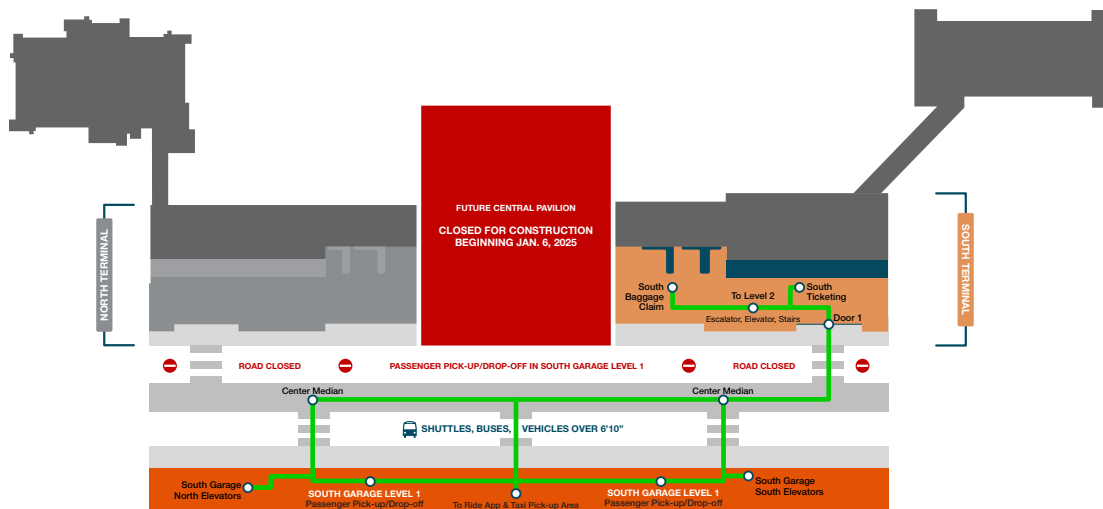 FUTURE CENTRAL PAVILION
CLOSED FOR CONSTRUCTION
BEGINNING JAN. 6, 2025
NORTH TERMINAL
SOUTH TERMINAL
South
Baggage
Claim
To Level 2
South
Ticketing
Escalator, Elevator, Stairs
Door 1
ROAD CLOSED
PASSENGER PICK-UP/DROP-OFF IN SOUTH GARAGE LEVEL 1
ROAD CLOSED
Center Median
Center Median
SHUTTLES, BUSES, VEHICLES OVER 6'10"
South Garage
North Elevators
SOUTH GARAGE LEVEL 1
Passenger Pick-up/Drop-off
To Ride App & Taxi Pick-up Area
SOUTH GARAGE LEVEL 1
Passenger Pick-up/Drop-off
South Garage
South Elevators